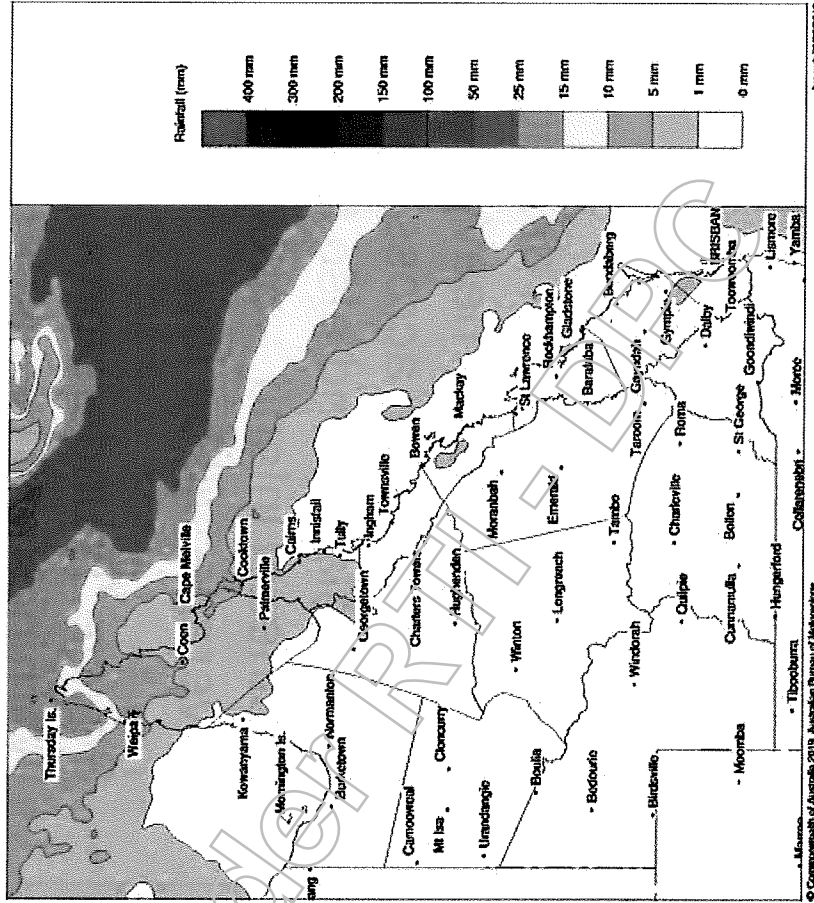 Thursday Is.
Weipa
Coen
Cape Melville
Cooktown
Palmerville
Kowanyama
Cairns
Innisfail
Mornington Is.
Tully
Normanton
Burketown
Georgetown
Ingham
Townsville
Bowen
Camooweal
Cloncurry
Charters Towers
Mackay
Mt Isa
Hughenden
Urandangie
Winton
Moranbah
St Lawrence
Boulia
Longreach
Emerald
Rockhampton
Gladstone
Bedourie
Baralaba
Windorah
Tambo
Bundaberg
Birdsville
Taroom
Gayndah
Quilpie
Charleville
Roma
Gympie
Moomba
Cunnamulla
Bollon
St George
Dalby
BRISBAN
Toowoomba
Goondiwindi
Hungerford
Lismore
Tibooburra
Collarenebri
Moree
Yamba
Rainfall (mm)
400 mm
300 mm
200 mm
150 mm
100 mm
50 mm
25 mm
15 mm
10 mm
5 mm
1 mm
0 mm
© Commonwealth of Australia 2019, Australian Bureau of Meteorology
der RTI - DPC